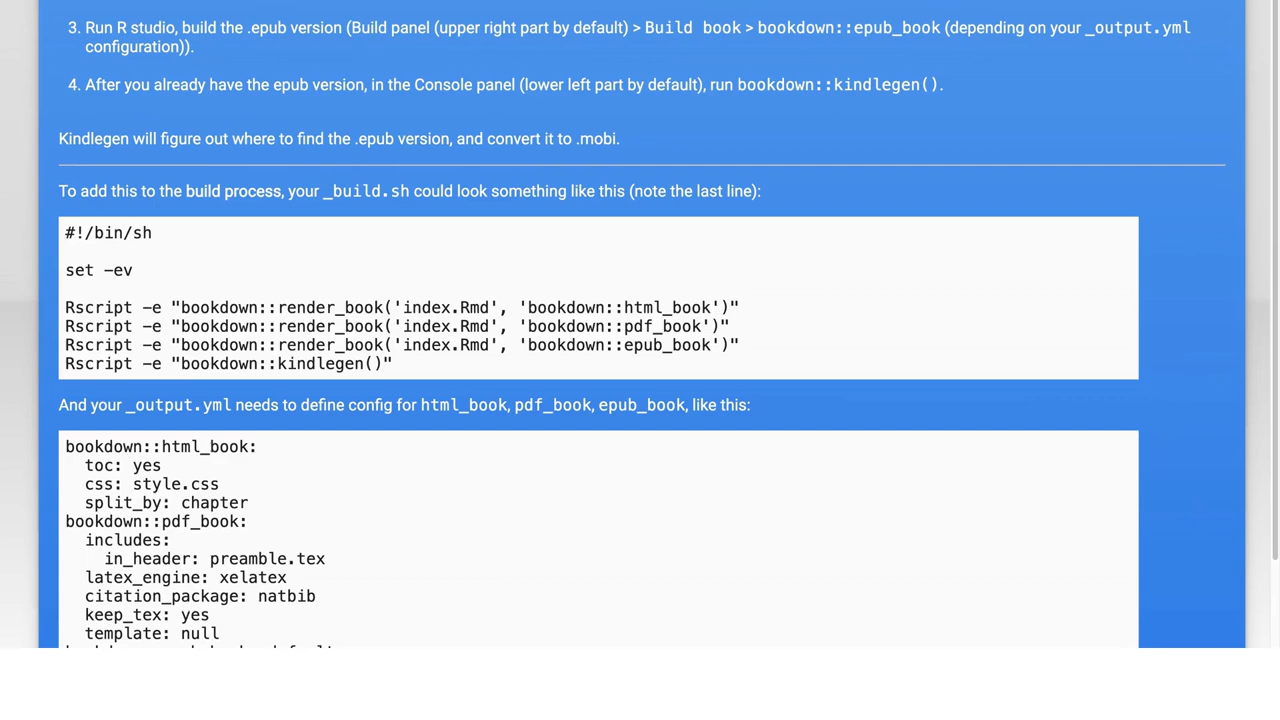 3. Run R studio, build the .epub version (Build panel (upper right part by default) > Build book > bookdown::epub_book (depending on your _output.yml
configuration)).
4. After you already have the epub version, in the Console panel (lower left part by default), run bookdown::kindlegen().
Kindlegen will figure out where to find the .epub version, and convert it to .mobi.
To add this to the build process, your _build.sh could look something like this (note the last line):
#!/bin/sh
set -ev
Rscript -e "bookdown::render_book('index.Rmd', 'bookdown::html_book')"
Rscript -e "bookdown::render_book('index.Rmd', 'bookdown::pdf_book')"
Rscript -e "bookdown::render_book('index.Rmd', 'bookdown::epub_book')"
Rscript -e "bookdown::kindlegen()"
And your _output.yml needs to define config for html_book, pdf_book, epub_book, like this:
bookdown::html_book:
  toc: yes
  css: style.css
  split_by: chapter
bookdown::pdf_book:
  includes:
    in_header: preamble.tex
  latex_engine: xelatex
  citation_package: natbib
  keep_tex: yes
  template: null